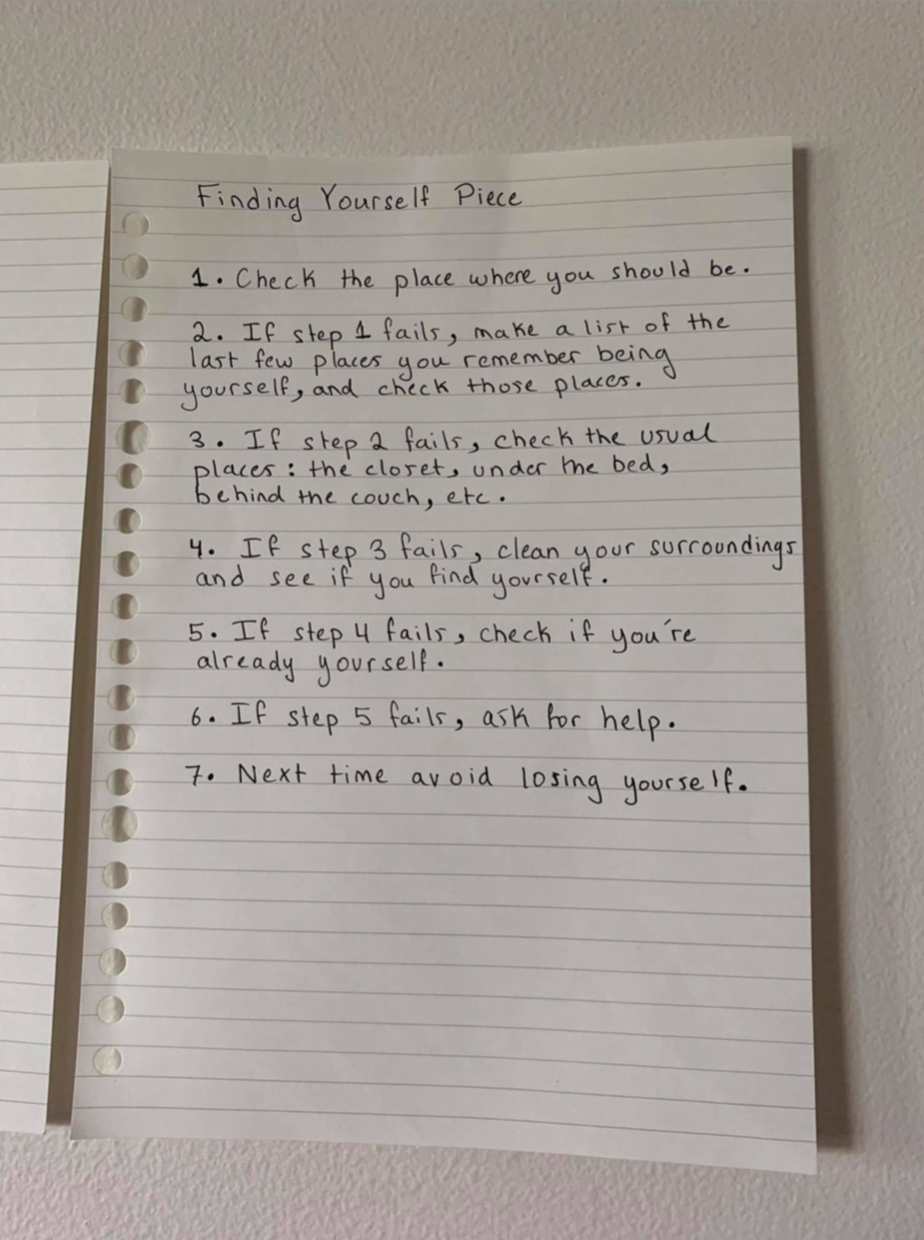 Finding Yourself Piece
1. Check the place where you should be.
2. If step 1 fails, make a list of the
last few places you remember being
yourself, and check those places.
3. If step 2 fails, check the usual
places: the closet, under the bed,
behind the couch, etc.
4. If step 3 fails, clean your surroundings
and see if you find yourself.
5. If step 4 fails, check if you're
already yourself.
6. If step 5 fails, ask for help.
7. Next time avoid losing yourself.